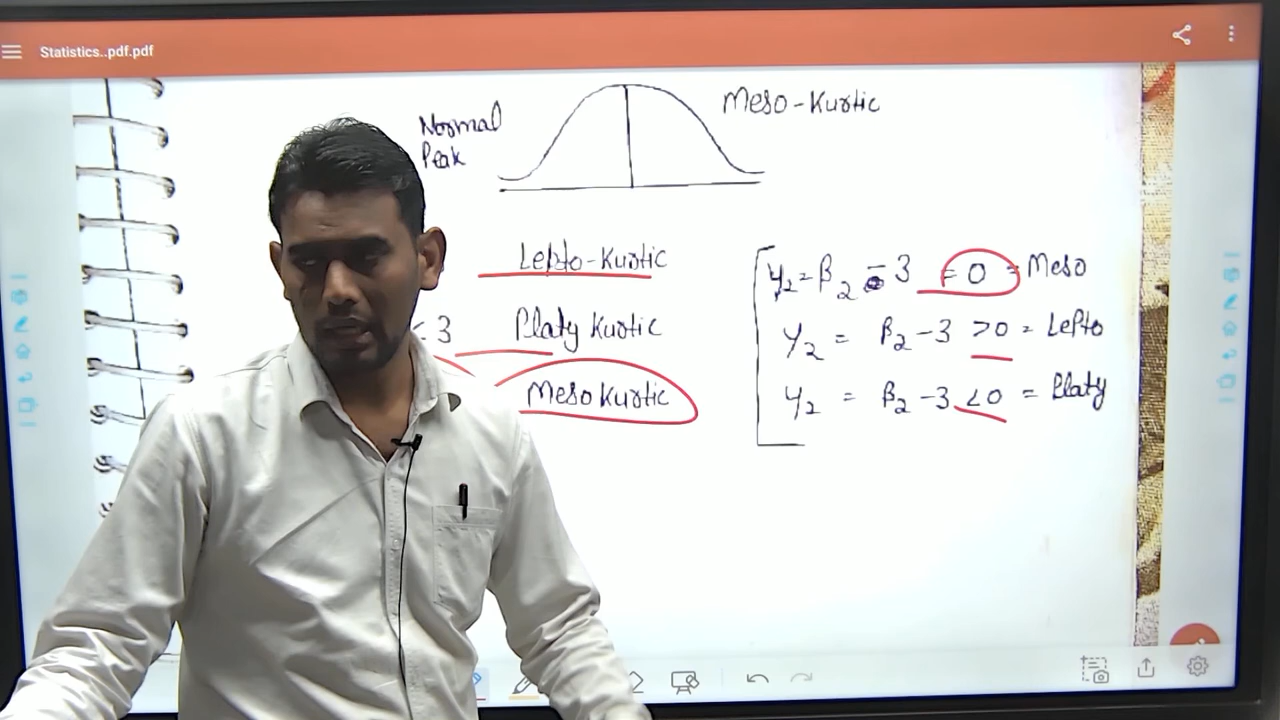 Statistics..pdf.pdf
Normal
Peak
Meso-Kurtic
Lepto-Kurtic
< 3 Platy Kurtic
Meso Kurtic
γ₂ = β₂ - 3 = 0 = Meso
γ₂ = β₂ - 3 >0 = Lepto
γ₂ = β₂ - 3 <0 = Platy